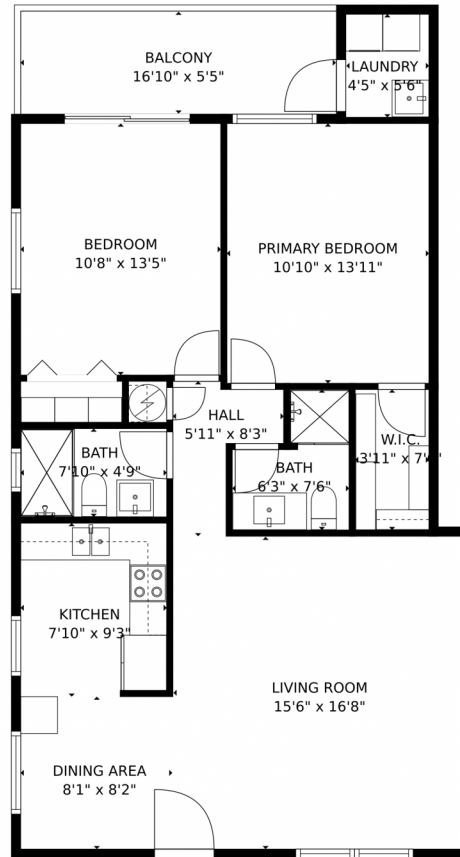 BALCONY
16'10" x 5'5"
LAUNDRY
4'5" x 5'6"
BEDROOM
10'8" x 13'5"
PRIMARY BEDROOM
10'10" x 13'11"
HALL
5'11" x 8'3"
W.I.C.
3'11" x
BATH
7'10" x 4'9"
BATH
6'3" x 7'6"
KITCHEN
7'10" x 9'3"
LIVING ROOM
15'6" x 16'8"
DINING AREA
8'1" x 8'2"